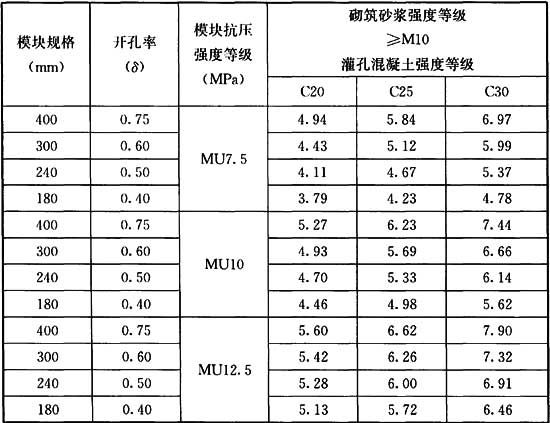 模块规格 (mm) 开孔率 (δ) 模块抗压强度等级 (MPa) 砌筑砂浆强度等级 ≥M10 灌孔混凝土强度等级
C20 C25 C30
400 0.75 MU7.5 4.94 5.84 6.97
300 0.60 4.43 5.12 5.99
240 0.50 4.11 4.67 5.37
180 0.40 3.79 4.23 4.78
400 0.75 MU10 5.27 6.23 7.44
300 0.60 4.93 5.69 6.66
240 0.50 4.70 5.33 6.14
180 0.40 4.46 4.98 5.62
400 0.75 MU12.5 5.60 6.62 7.90
300 0.60 5.42 6.26 7.32
240 0.50 5.28 6.00 6.91
180 0.40 5.13 5.72 6.46